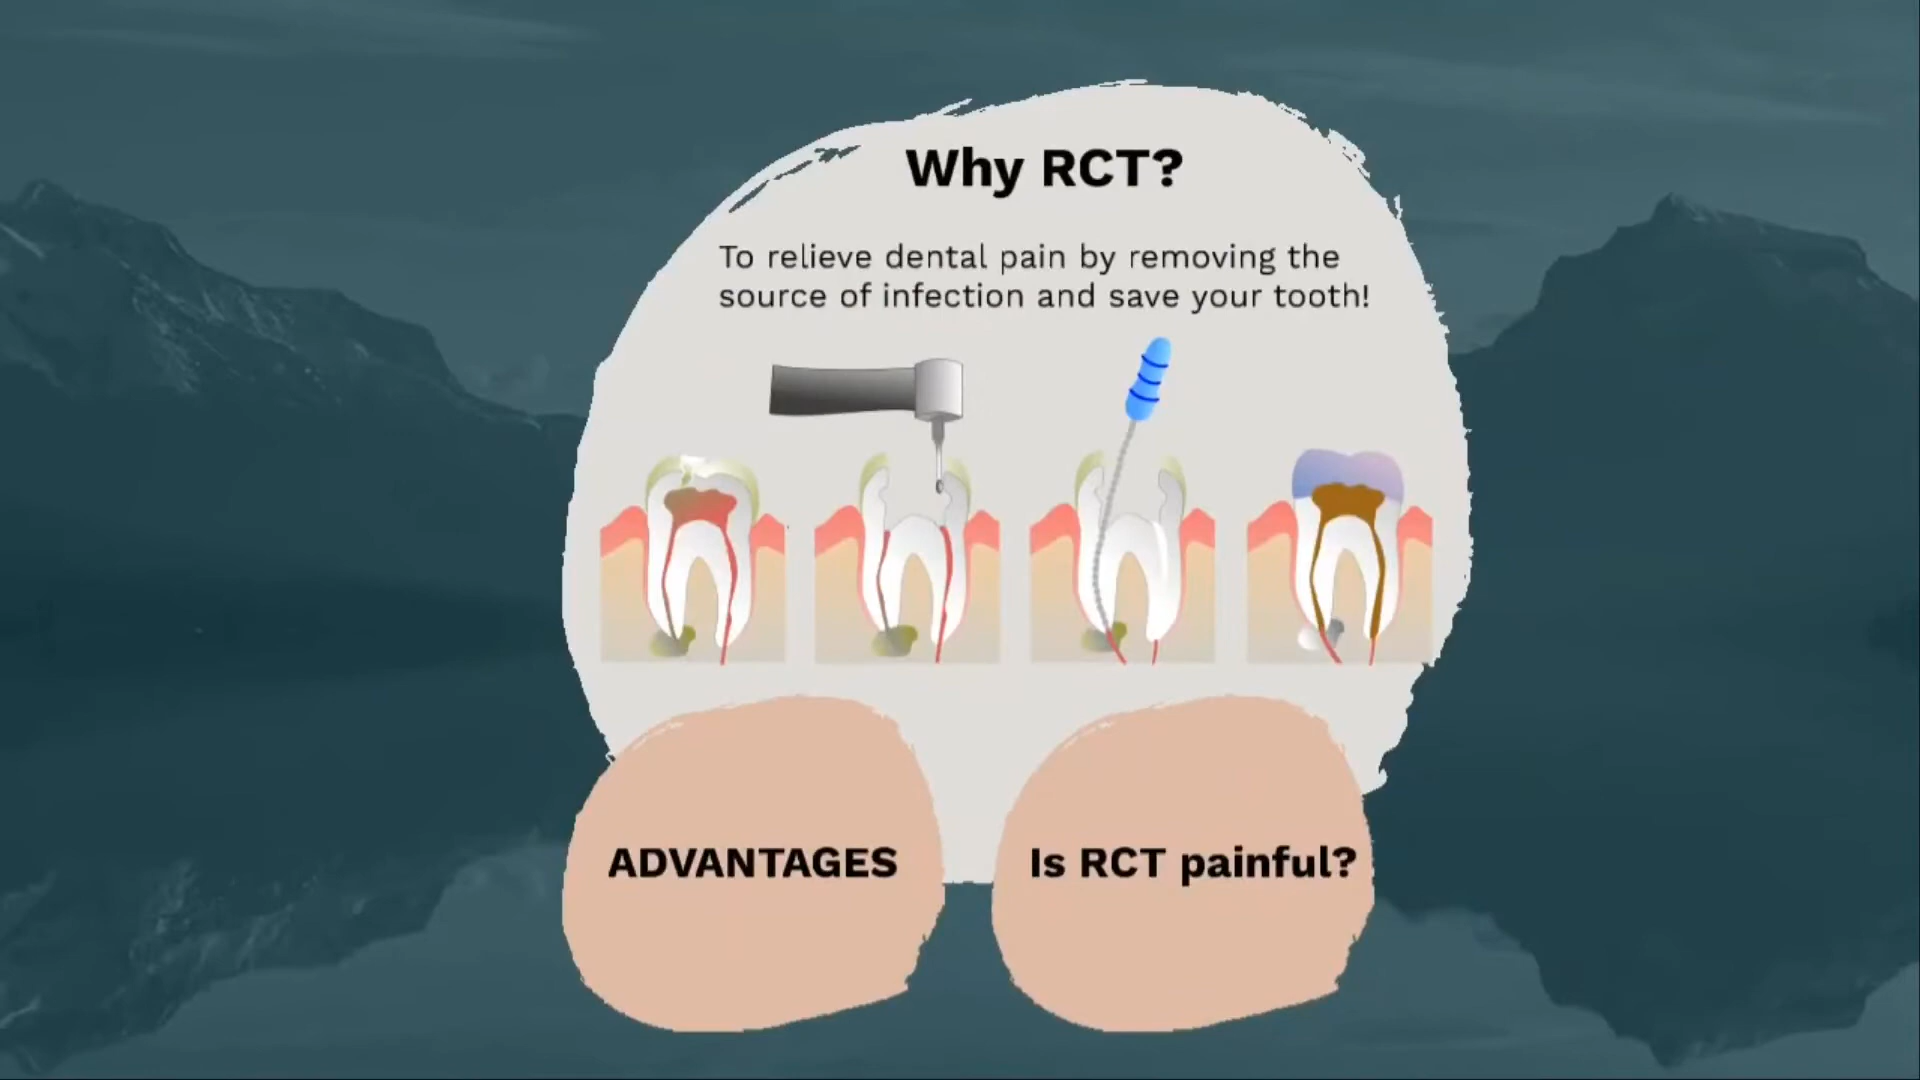 Why RCT?
To relieve dental pain by removing the
source of infection and save your tooth!
ADVANTAGES
Is RCT painful?